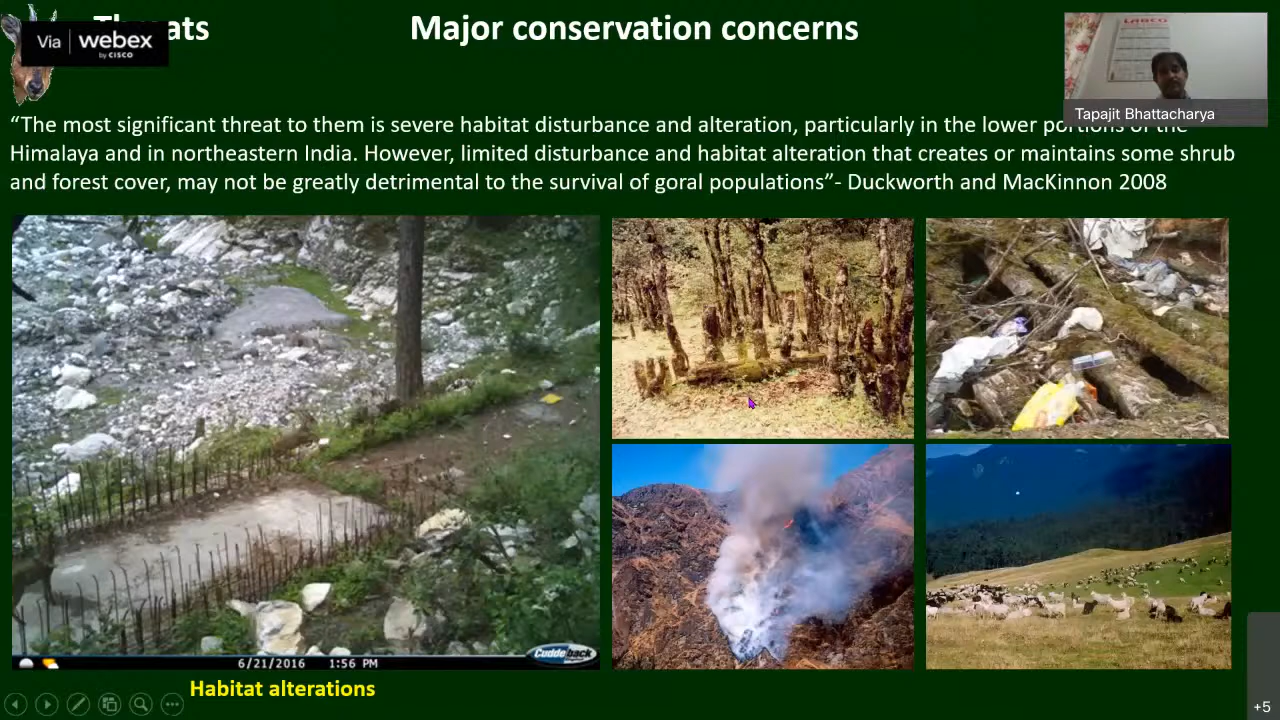 ats
Major conservation concerns
Via webex
by CISCO
LABCO
Tapajit Bhattacharya
“The most significant threat to them is severe habitat disturbance and alteration, particularly in the lower portions of the
Himalaya and in northeastern India. However, limited disturbance and habitat alteration that creates or maintains some shrub
and forest cover, may not be greatly detrimental to the survival of goral populations”- Duckworth and MacKinnon 2008
6/21/2016 1:56 PM
Cuddeback
Habitat alterations
+5